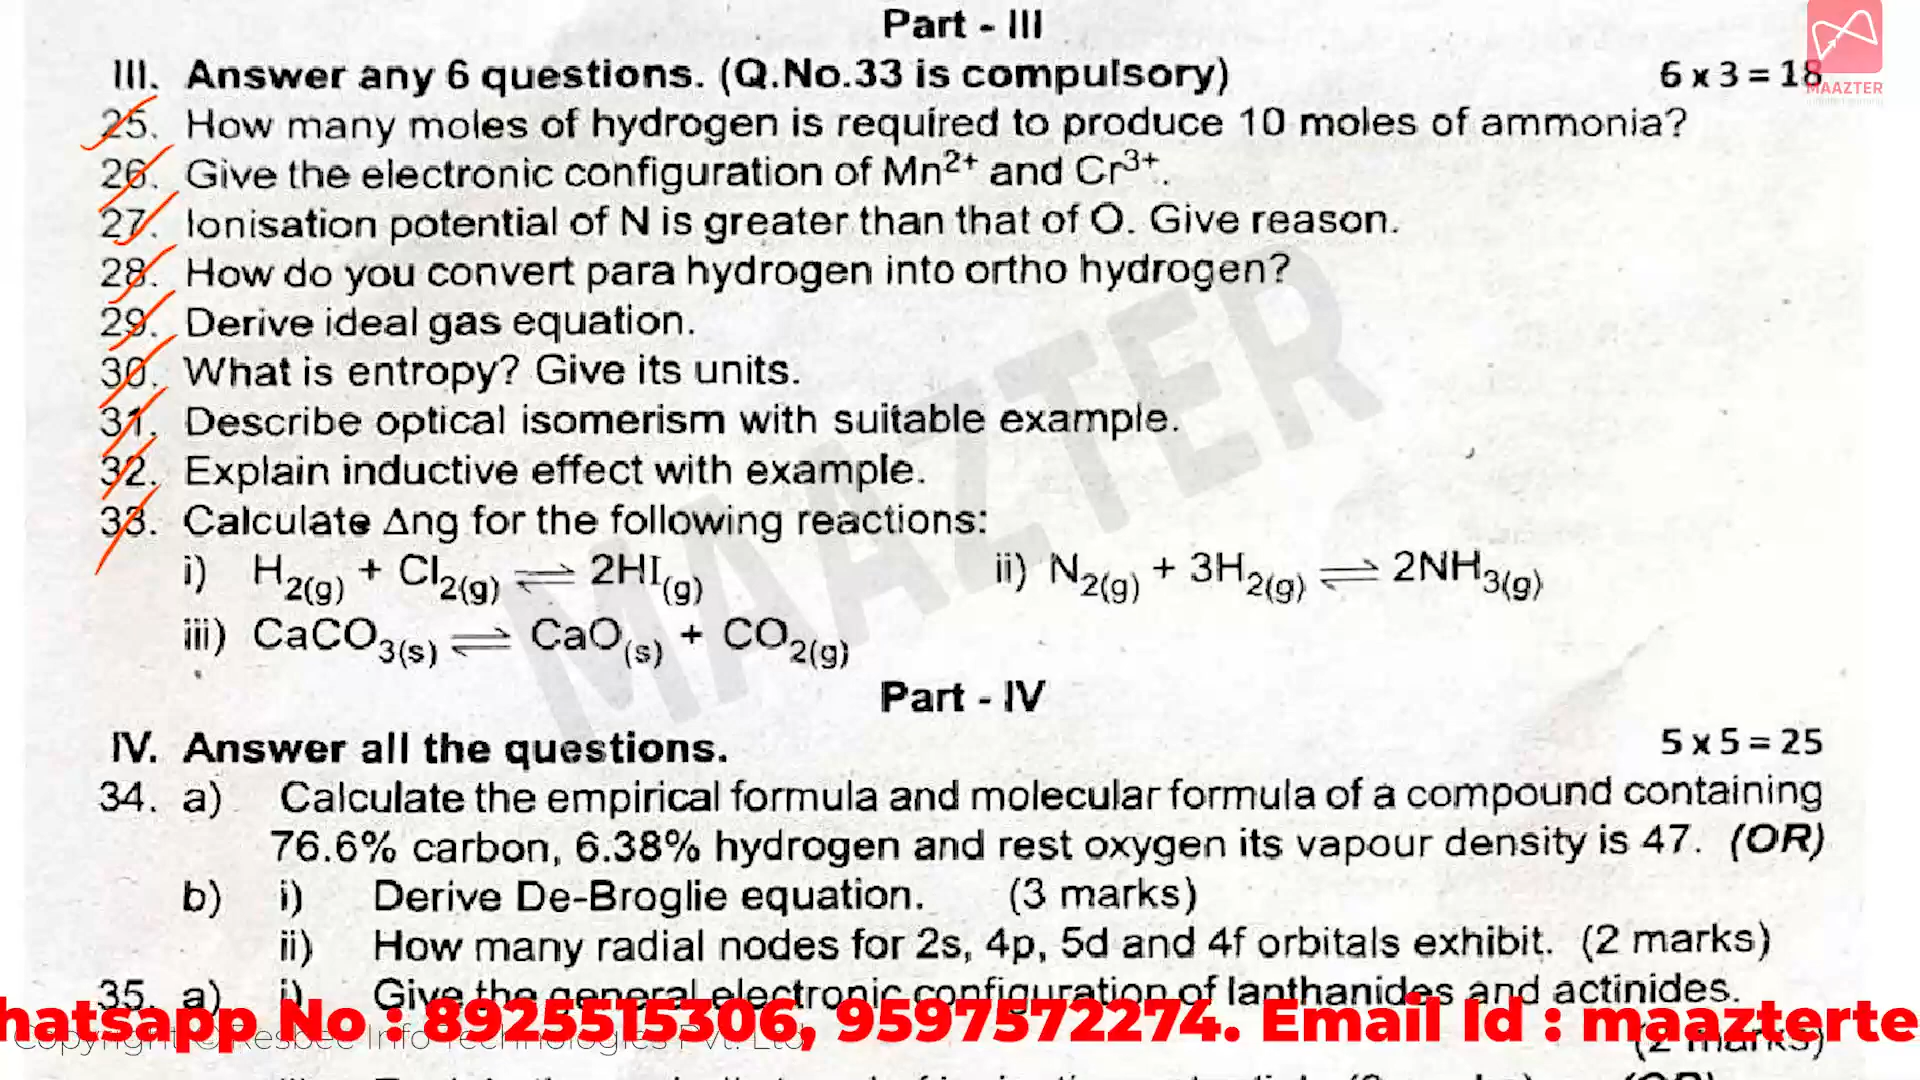 Part - III
III. Answer any 6 questions. (Q.No.33 is compulsory) 6 x 3 = 18
MAAZTER
25. How many moles of hydrogen is required to produce 10 moles of ammonia?
26. Give the electronic configuration of Mn²⁺ and Cr³⁺.
27. Ionisation potential of N is greater than that of O. Give reason.
28. How do you convert para hydrogen into ortho hydrogen?
29. Derive ideal gas equation.
30. What is entropy? Give its units.
31. Describe optical isomerism with suitable example.
32. Explain inductive effect with example.
33. Calculate Δng for the following reactions:
i) H₂(g) + Cl₂(g) ⇌ 2HI(g) ii) N₂(g) + 3H₂(g) ⇌ 2NH₃(g)
iii) CaCO₃(s) ⇌ CaO(s) + CO₂(g)
MAAZTER
Part - IV
IV. Answer all the questions. 5 x 5 = 25
34. a) Calculate the empirical formula and molecular formula of a compound containing
76.6% carbon, 6.38% hydrogen and rest oxygen its vapour density is 47. (OR)
b) i) Derive De-Broglie equation. (3 marks)
ii) How many radial nodes for 2s, 4p, 5d and 4f orbitals exhibit. (2 marks)
35. a) i) Give the general electronic configuration of lanthanides and actinides.
hatsapp No : 8925515306, 9597572274. Email Id : maazterte
Copyright © Resbee Info Technologies Pvt. Ltd
(2 marks)